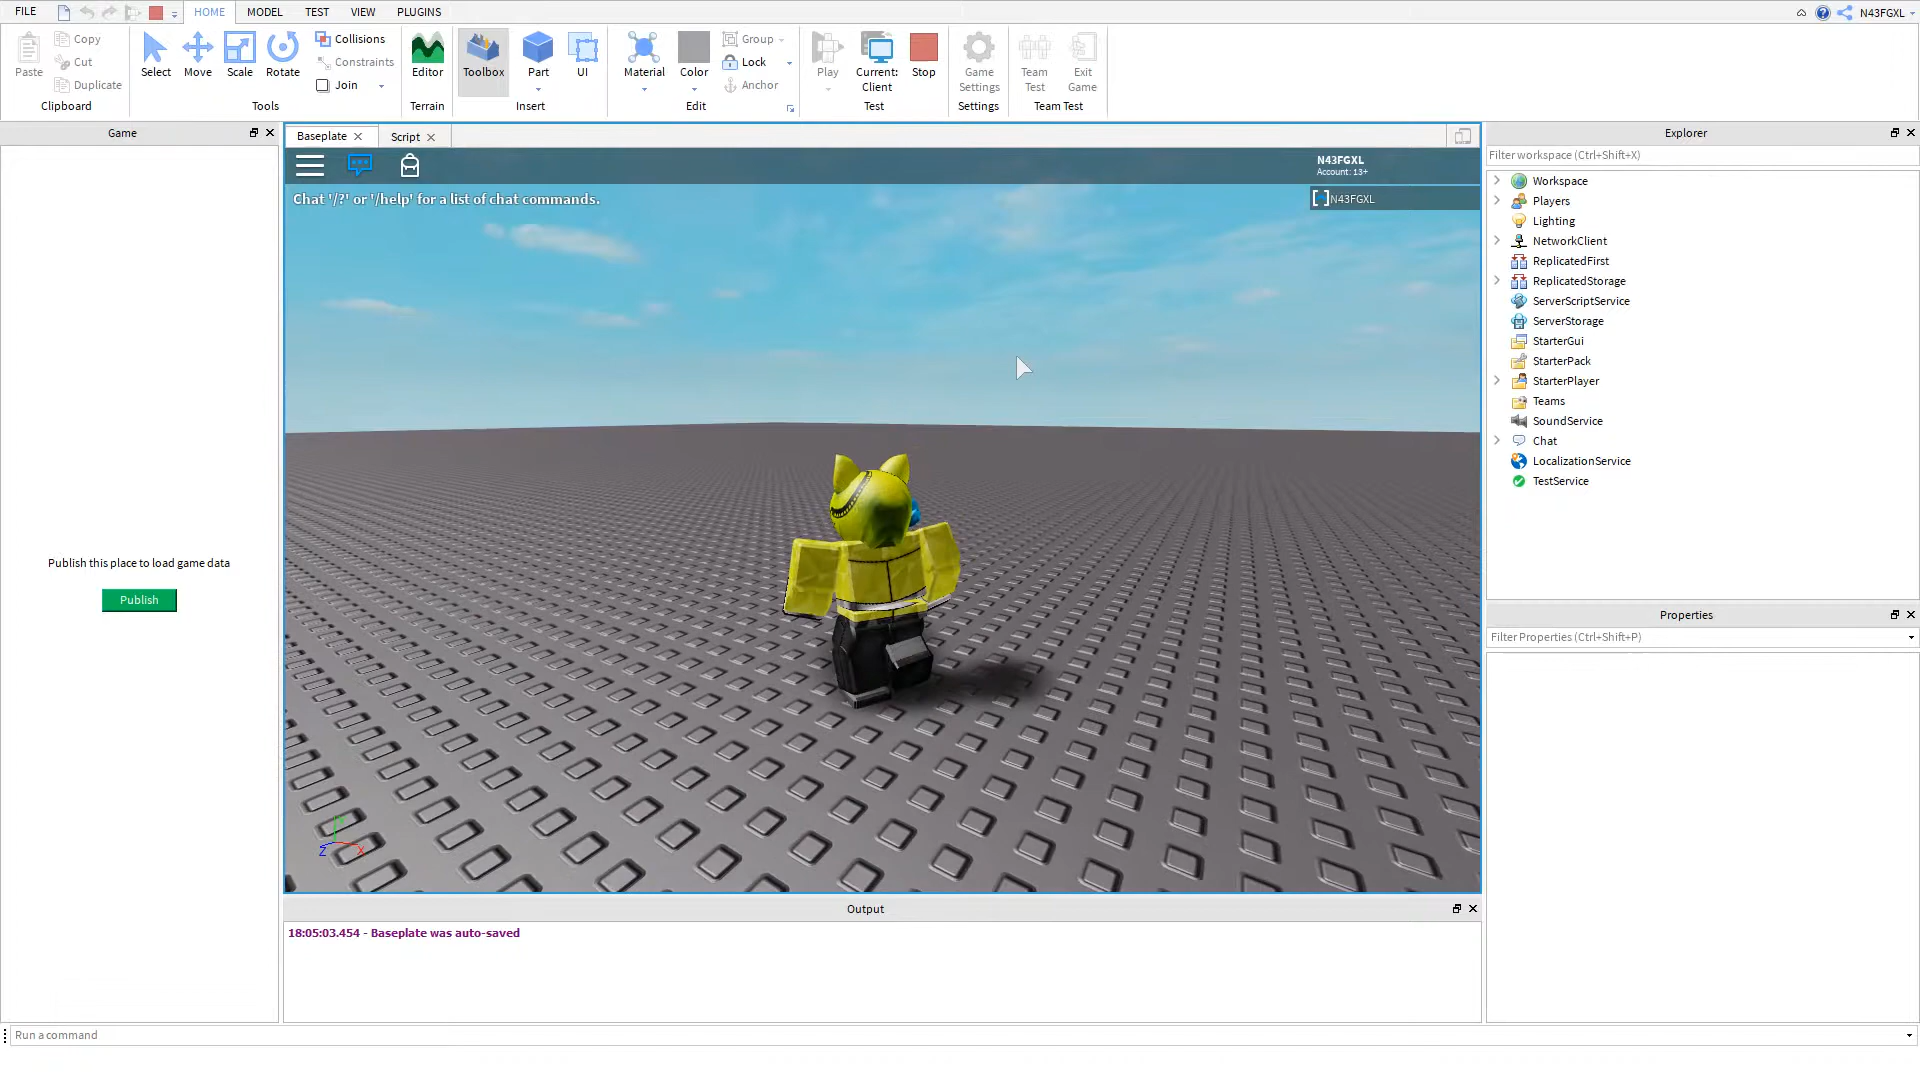 FILE
HOME
MODEL
TEST
VIEW
PLUGINS
N43FGXL
Paste
Copy
Cut
Duplicate
Clipboard
Select
Move
Scale
Rotate
Collisions
Constraints
Join
Tools
Editor
Terrain
Toolbox
Part
UI
Insert
Material
Color
Group
Lock
Anchor
Edit
Play
Current:
Client
Stop
Test
Game
Settings
Settings
Team
Test
Exit
Game
Team Test
Game
Publish this place to load game data
Publish
Baseplate
Script
Chat '/?' or '/help' for a list of chat commands.
N43FGXL
Account: 13+
N43FGXL
Y
Z
X
Output
18:05:03.454 - Baseplate was auto-saved
Explorer
Filter workspace (Ctrl+Shift+X)
Workspace
Players
Lighting
NetworkClient
ReplicatedFirst
ReplicatedStorage
ServerScriptService
ServerStorage
StarterGui
StarterPack
StarterPlayer
Teams
SoundService
Chat
LocalizationService
TestService
Properties
Filter Properties (Ctrl+Shift+P)
Run a command